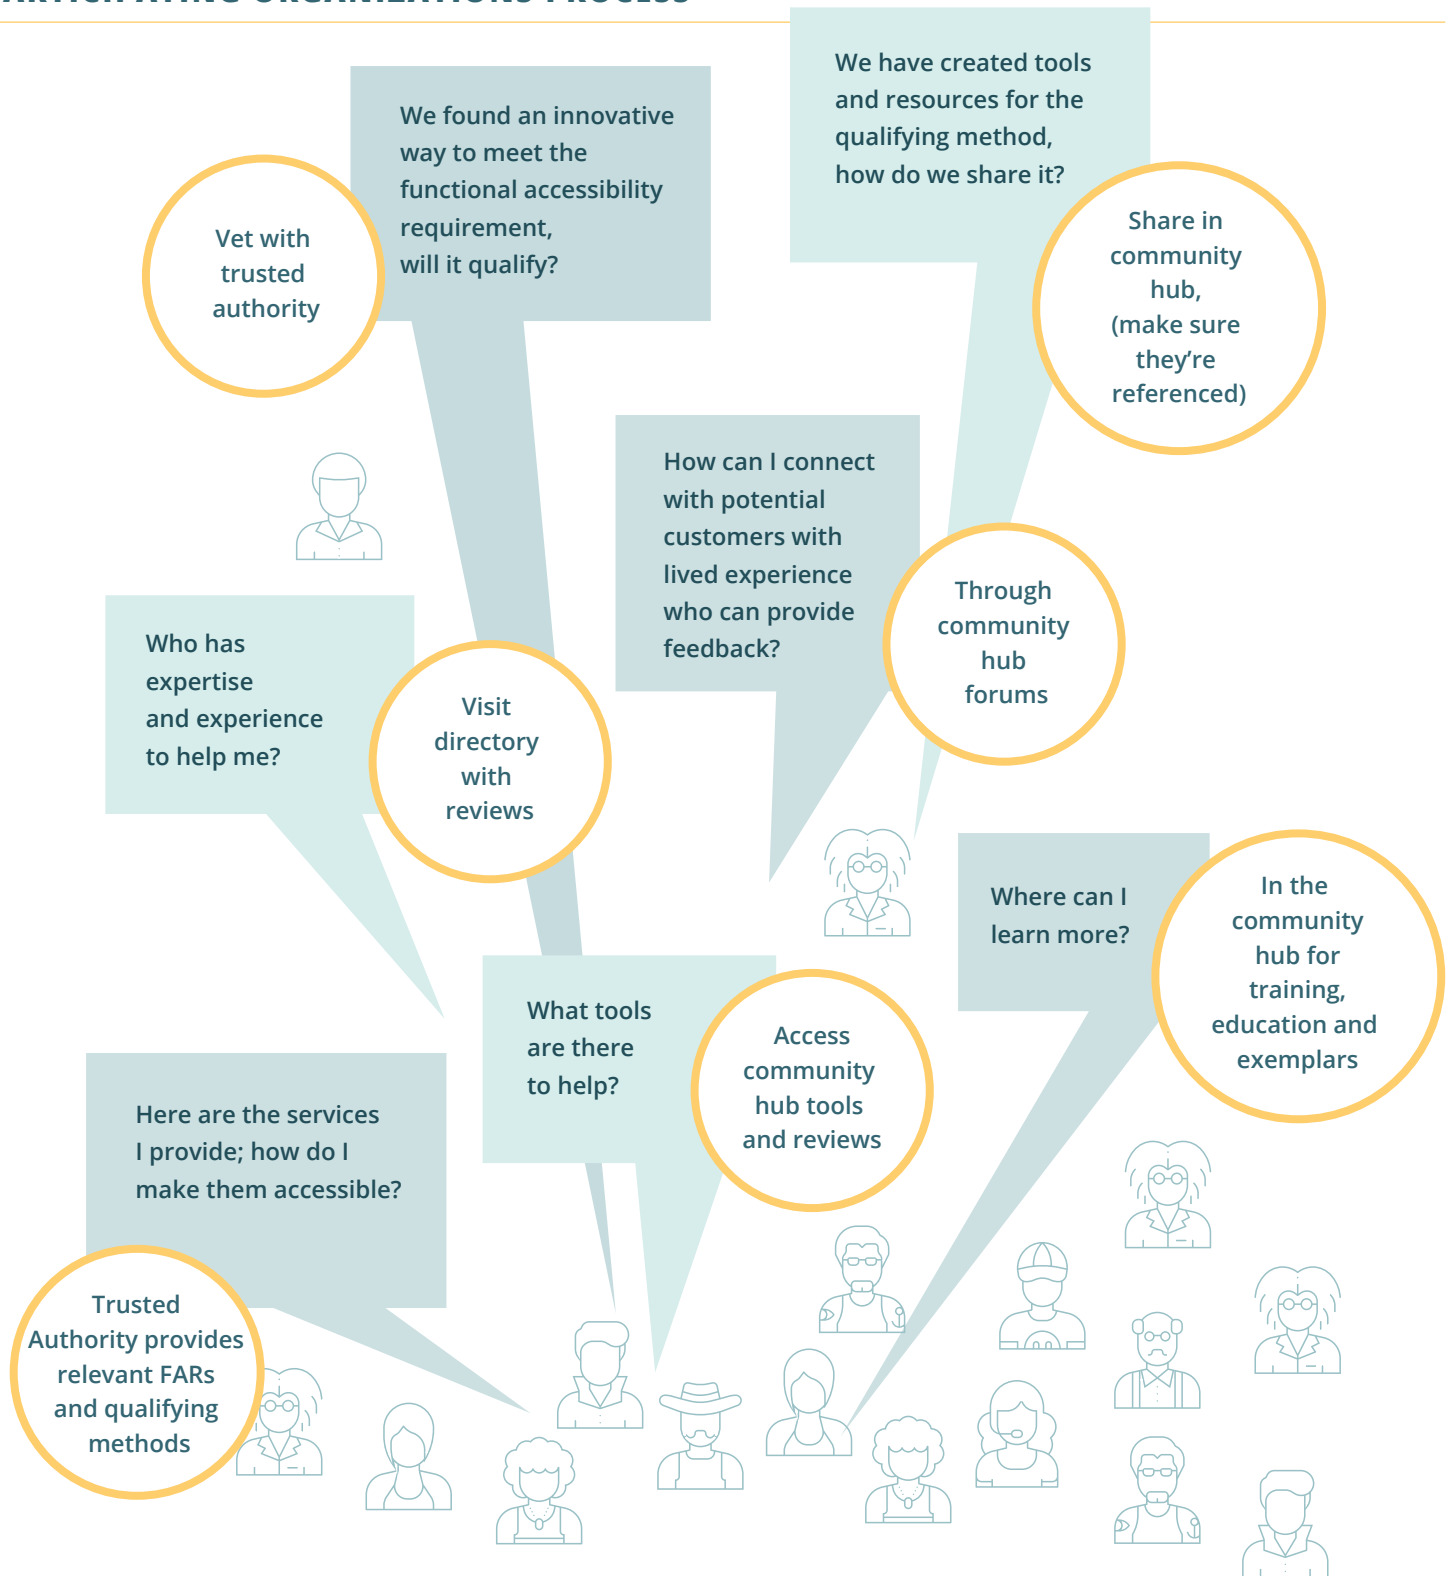 ARTICIPATING ORGANIZATIONS PROCESS
We have created tools
and resources for the
qualifying method,
how do we share it?
Share in
community
hub,
(make sure
they're
referenced)
We found an innovative
way to meet the
functional accessibility
requirement,
will it qualify?
Vet with
trusted
authority
How can I connect
with potential
customers with
lived experience
who can provide
feedback?
Through
community
hub
forums
Who has
expertise
and experience
to help me?
Visit
directory
with
reviews
Where can I
learn more?
In the
community
hub for
training,
education and
exemplars
What tools
are there
to help?
Access
community
hub tools
and reviews
Here are the services
I provide; how do I
make them accessible?
Trusted
Authority provides
relevant FARs
and qualifying
methods